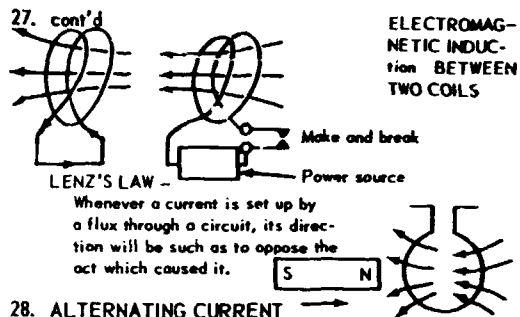 27. cont'd
ELECTROMAG-
NETIC INDUC-
tion BETWEEN
TWO COILS
Make and break
Power source
LENZ'S LAW –
Whenever a current is set up by
a flux through a circuit, its direc-
tion will be such as to oppose the
act which caused it.
S N
28. ALTERNATING CURRENT